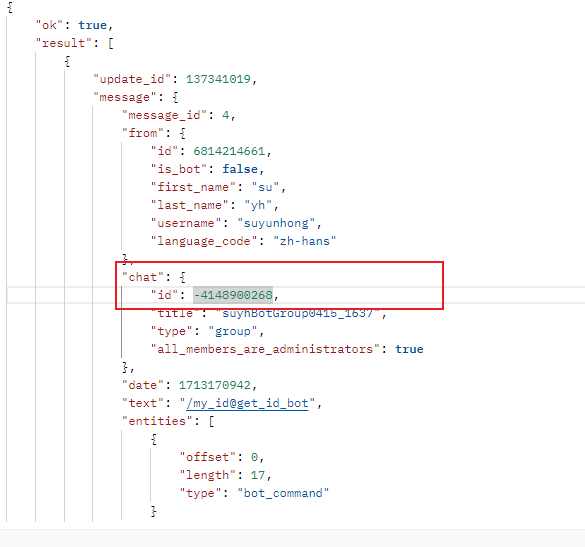 {
"ok": true,
"result": [
{
"update_id": 137341019,
"message": {
"message_id": 4,
"from": {
"id": 6814214661,
"is_bot": false,
"first_name": "su",
"last_name": "yh",
"username": "suyunhong",
"language_code": "zh-hans"
},
"chat": {
"id": -4148900268,
"title": "suyhBotGroup0415_1637",
"type": "group",
"all_members_are_administrators": true
},
"date": 1713170942,
"text": "/my_id@get_id_bot",
"entities": [
{
"offset": 0,
"length": 17,
"type": "bot_command"
}